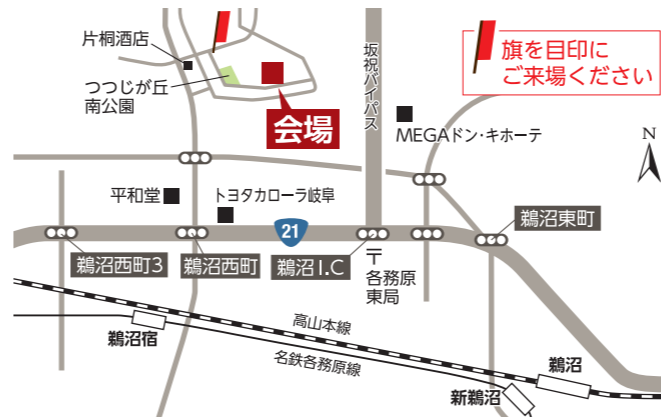 片桐酒店
つつじが丘
南公園
会場
坂祝バイパス
旗を目印に
ご来場ください
MEGAドン・キホーテ
N
平和堂
トヨタカローラ岐阜
21
鵜沼東町
鵜沼西町3
鵜沼西町
鵜沼I.C
〒
各務原
東局
高山本線
鵜沼宿
名鉄各務原線
鵜沼
新鵜沼